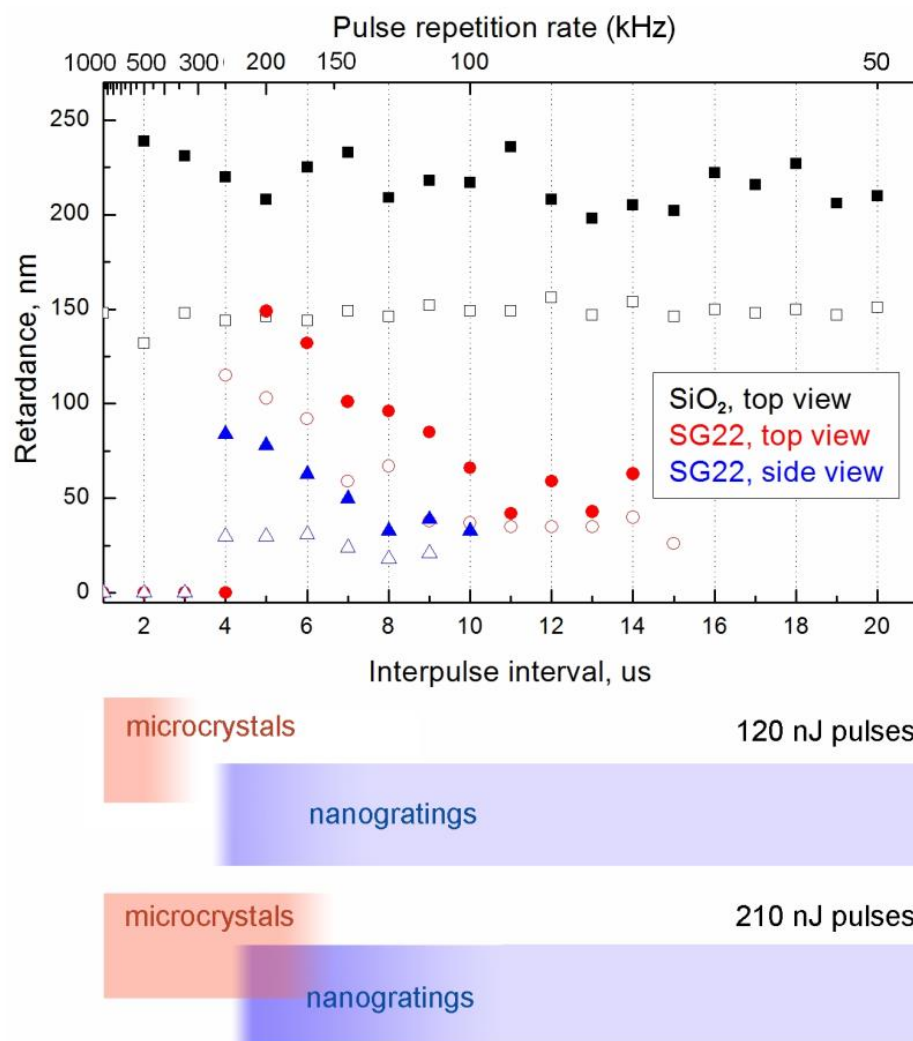 Pulse repetition rate (kHz)
1000 500 300 200 150 100 50
250
200
150
100
50
0
Retardance, nm
SiO₂, top view
SG22, top view
SG22, side view
2 4 6 8 10 12 14 16 18 20
Interpulse interval, us
microcrystals
120 nJ pulses
nanogratings
microcrystals
210 nJ pulses
nanogratings